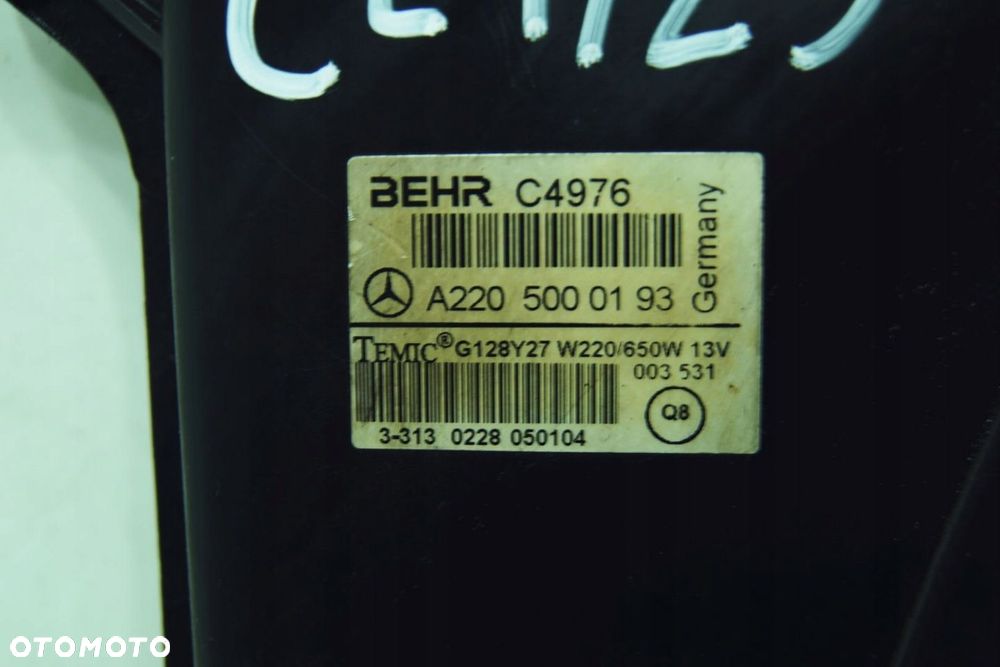 BEHR C4976
Germany
A220 500 01 93
TEMIC® G128Y27 W220/650W 13V
003 531
Q8
3-313 0228 050104
OTOMOTO